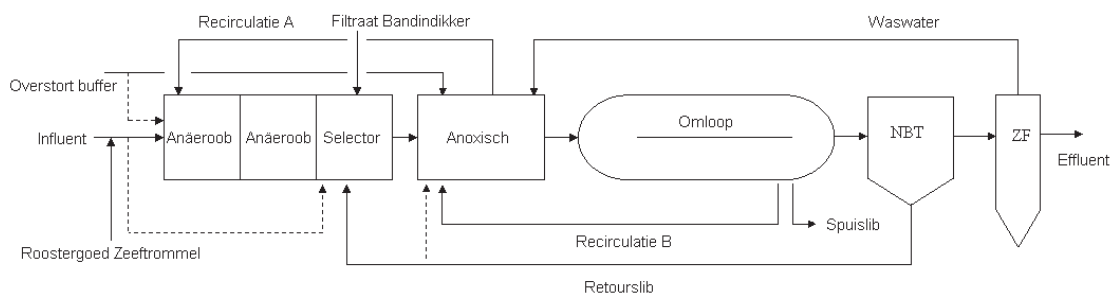 Recirculatie A
Filtraat Bandindikker
Waswater
Overstort buffer
Influent
Anäeroob
Anäeroob
Selector
Anoxisch
Omloop
NBT
ZF
Effluent
Roostergoed Zeeftrommel
Recirculatie B
Spuislib
Retourslib